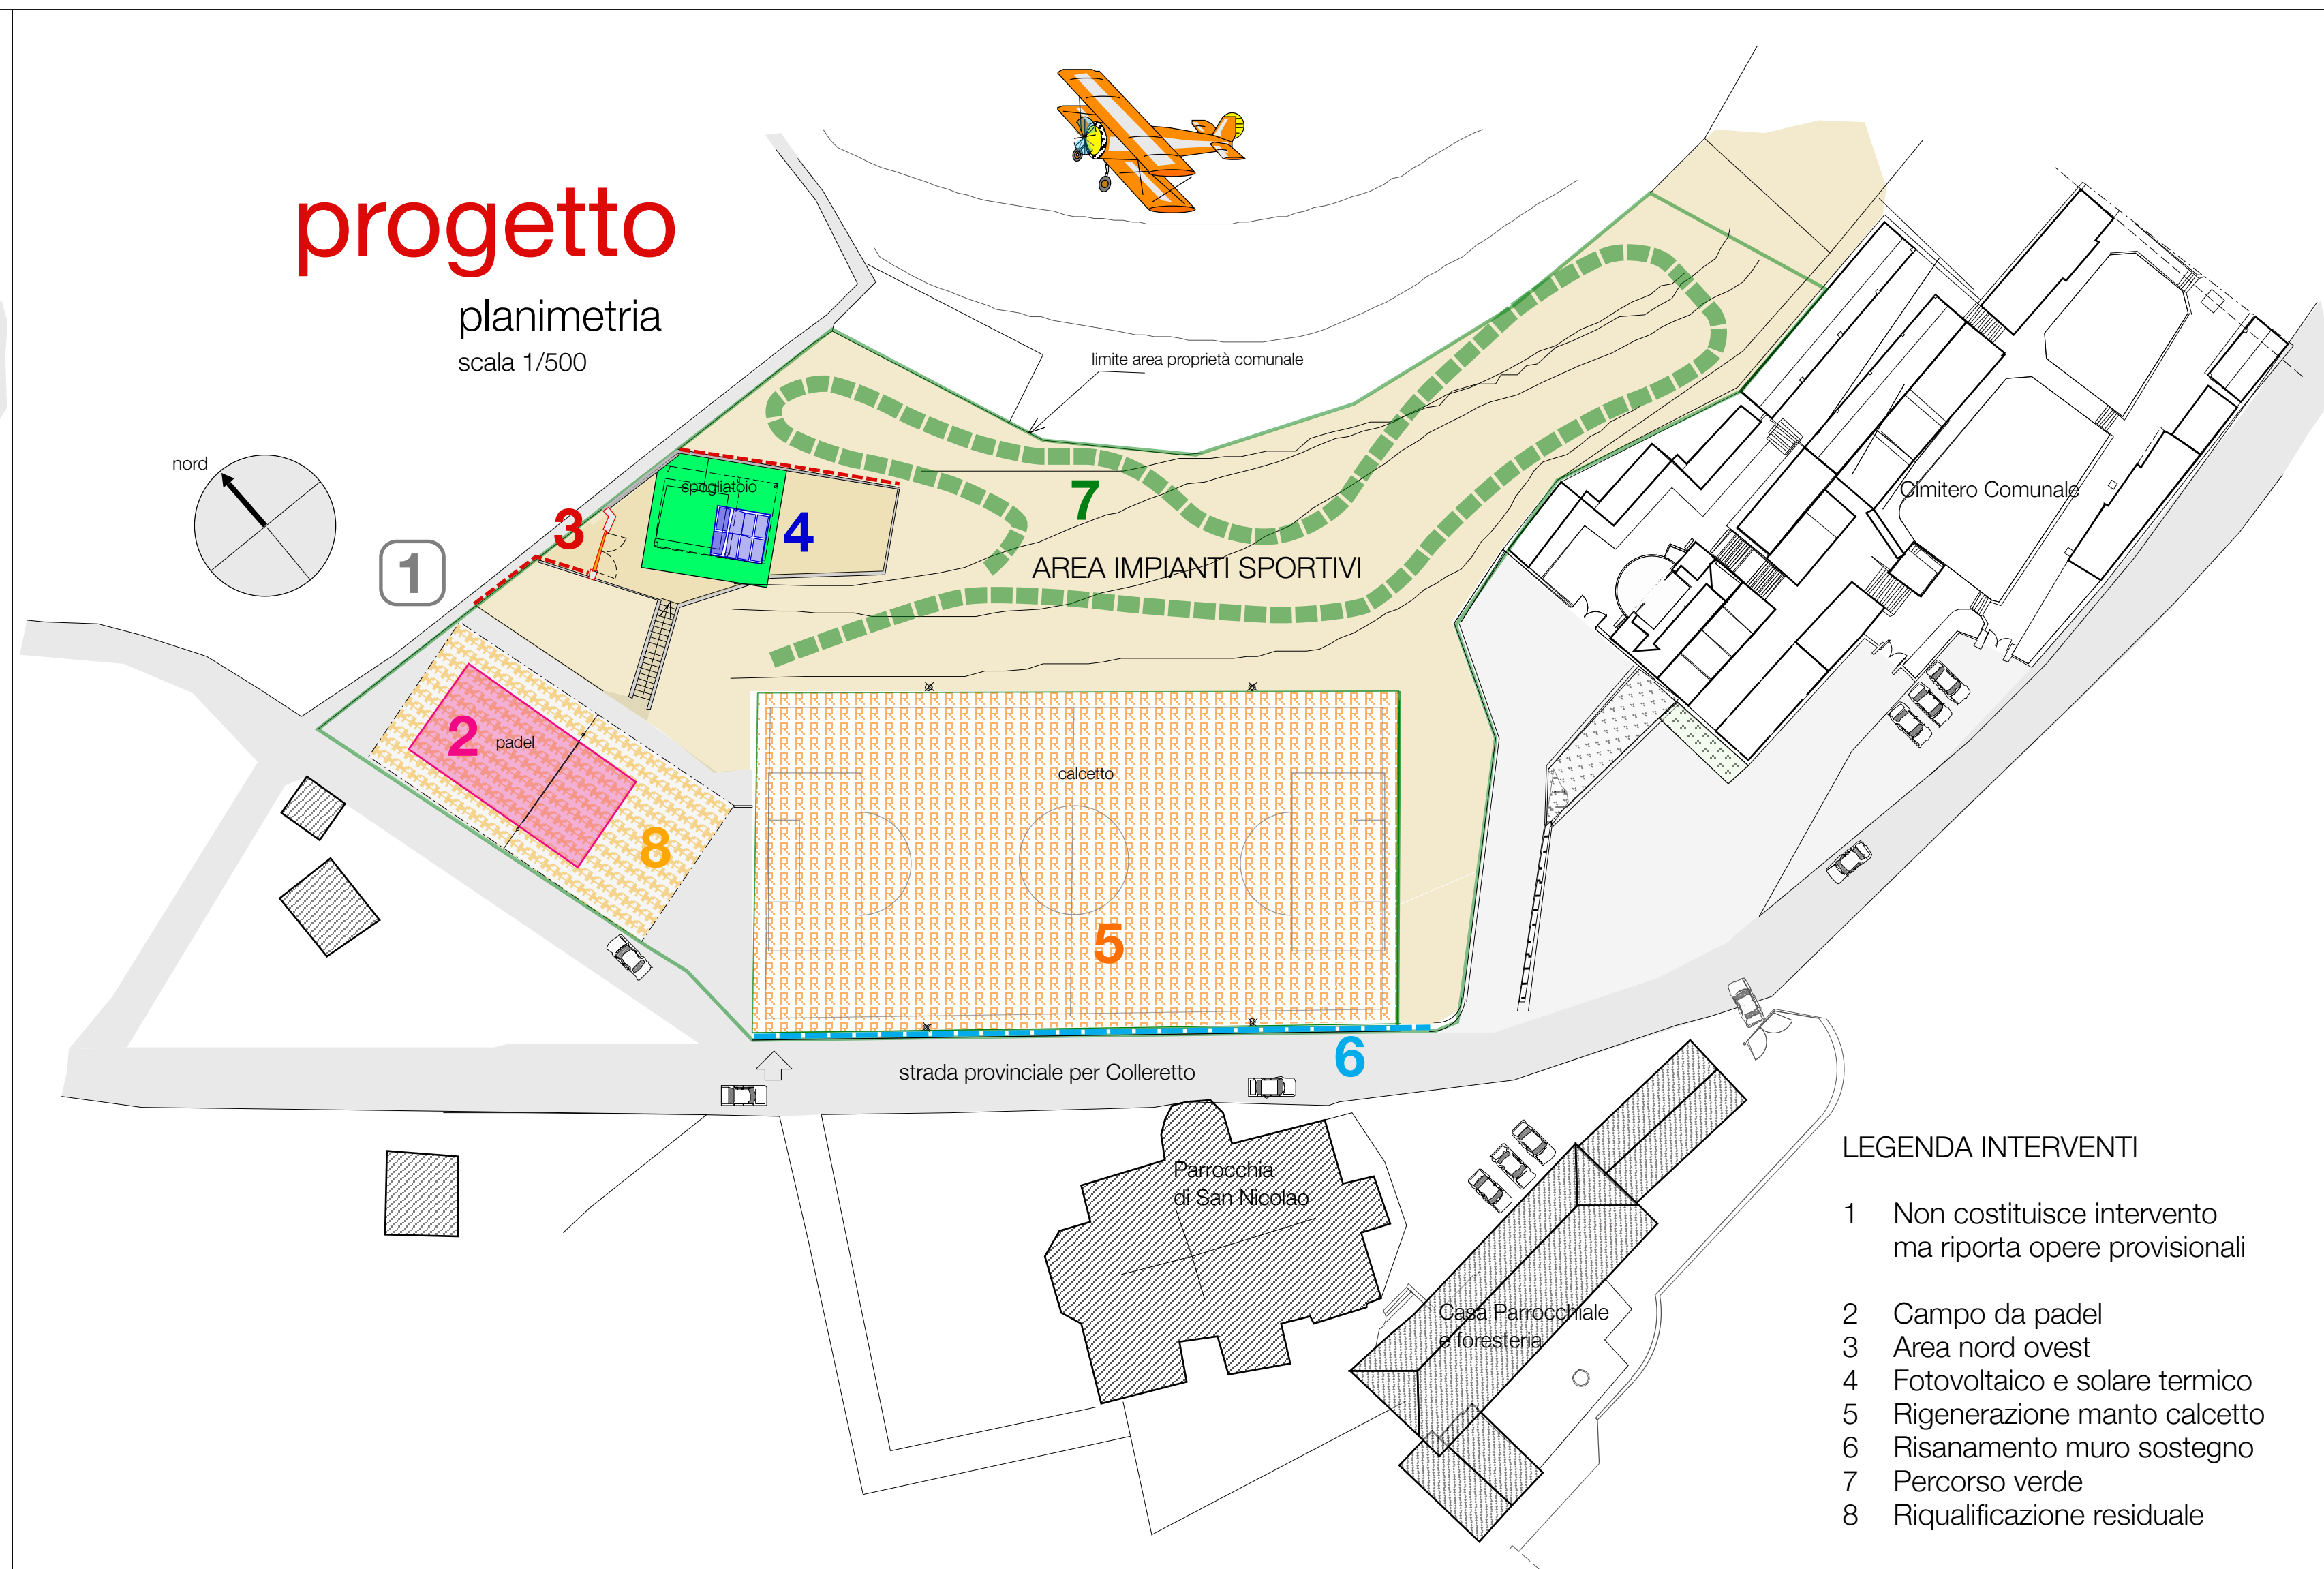 progetto
planimetria
scala 1/500
limite area proprietà comunale
nord
spogliatoio
3
4
7
1
AREA IMPIANTI SPORTIVI
Cimitero Comunale
2
padel
8
calcetto
5
6
strada provinciale per Colleretto
Parrocchia
di San Nicolao
Casa Parrocchiale
e foresteria
LEGENDA INTERVENTI
1 Non costituisce intervento
ma riporta opere provisionali
2 Campo da padel
3 Area nord ovest
4 Fotovoltaico e solare termico
5 Rigenerazione manto calcetto
6 Risanamento muro sostegno
7 Percorso verde
8 Riqualificazione residuale